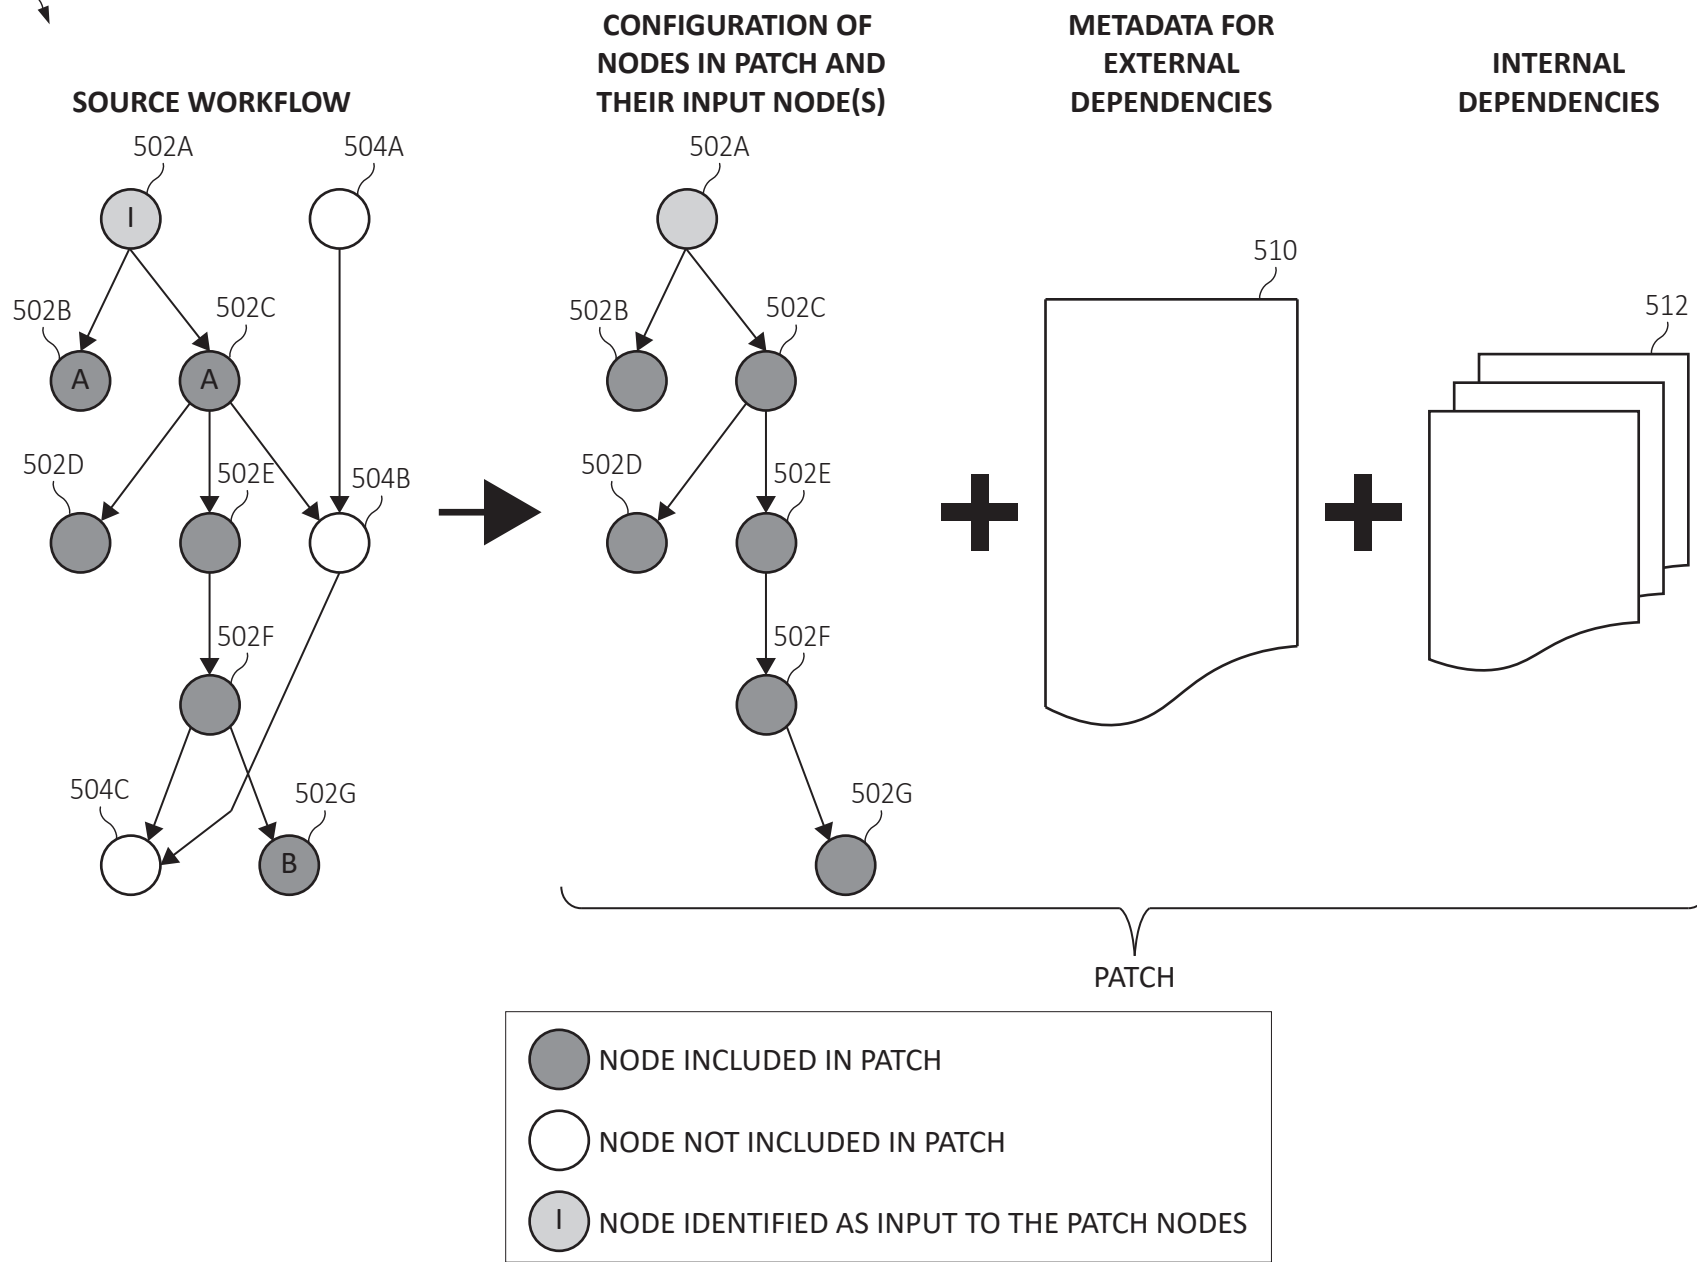 SOURCE WORKFLOW
CONFIGURATION OF
NODES IN PATCH AND
THEIR INPUT NODE(S)
METADATA FOR
EXTERNAL
DEPENDENCIES
INTERNAL
DEPENDENCIES
502A
504A
I
502B
502C
A
A
502D
502E
504B
502F
504C
502G
B
502A
502B
502C
502D
502E
502F
502G
510
512
PATCH
NODE INCLUDED IN PATCH
NODE NOT INCLUDED IN PATCH
I NODE IDENTIFIED AS INPUT TO THE PATCH NODES